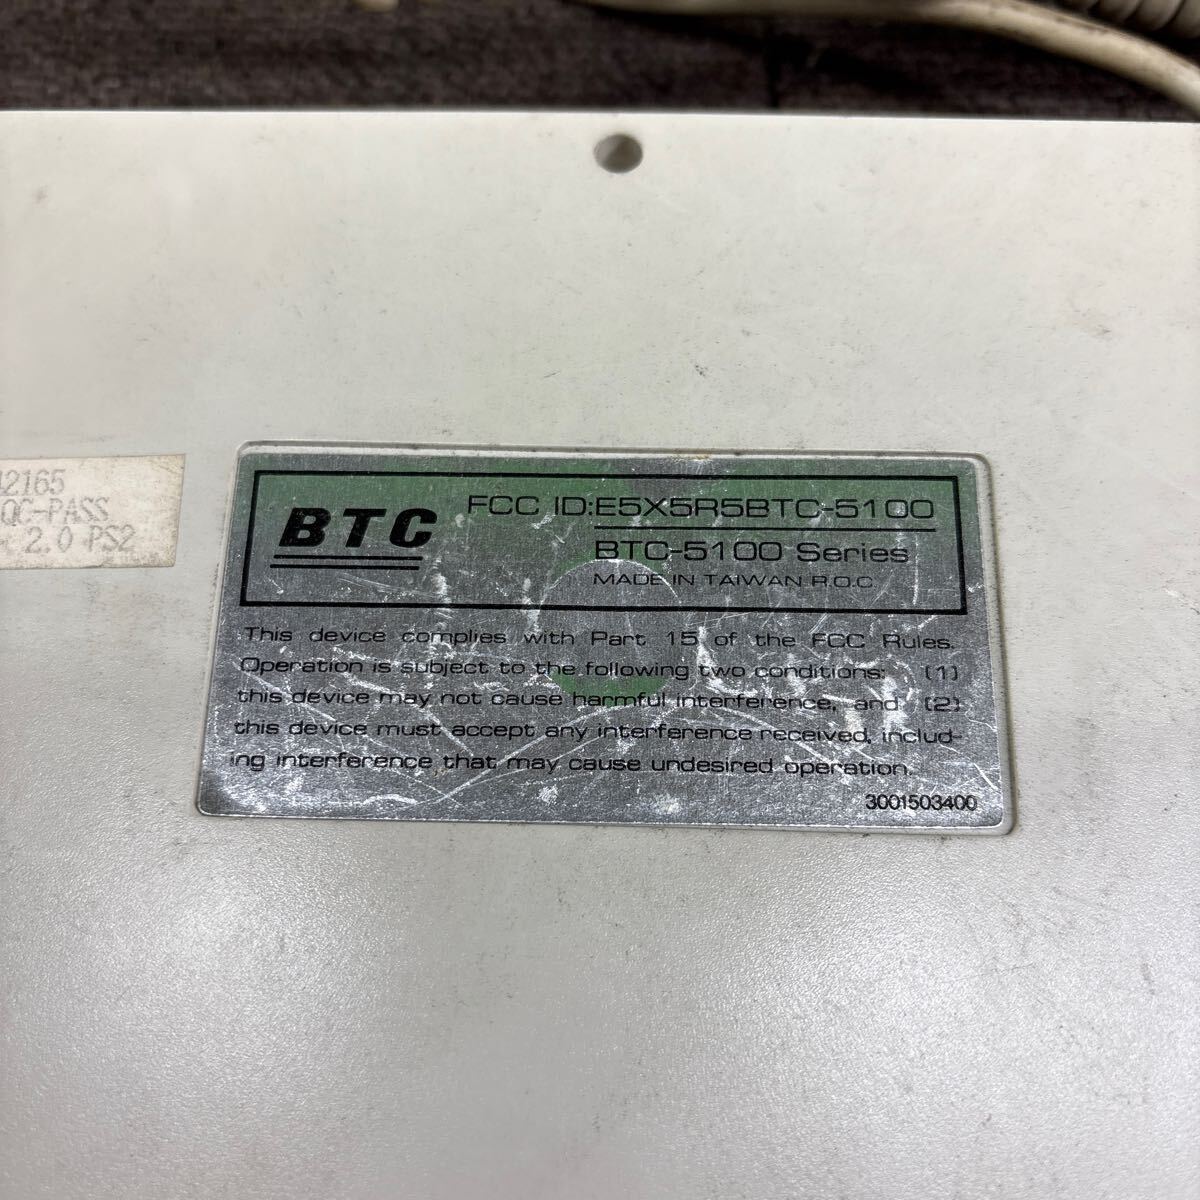 2165
QC-PASS
2.0 PS2
BTC
FCC ID:E5X5R5BTC-5100
BTC-5100 Series
MADE IN TAIWAN R.O.C
This device complies with Part 15 of the FCC Rules.
Operation is subject to the following two conditions: (1)
this device may not cause harmful interference, and (2)
this device must accept any interference received, includ-
ing interference that may cause undesired operation.
3001503400